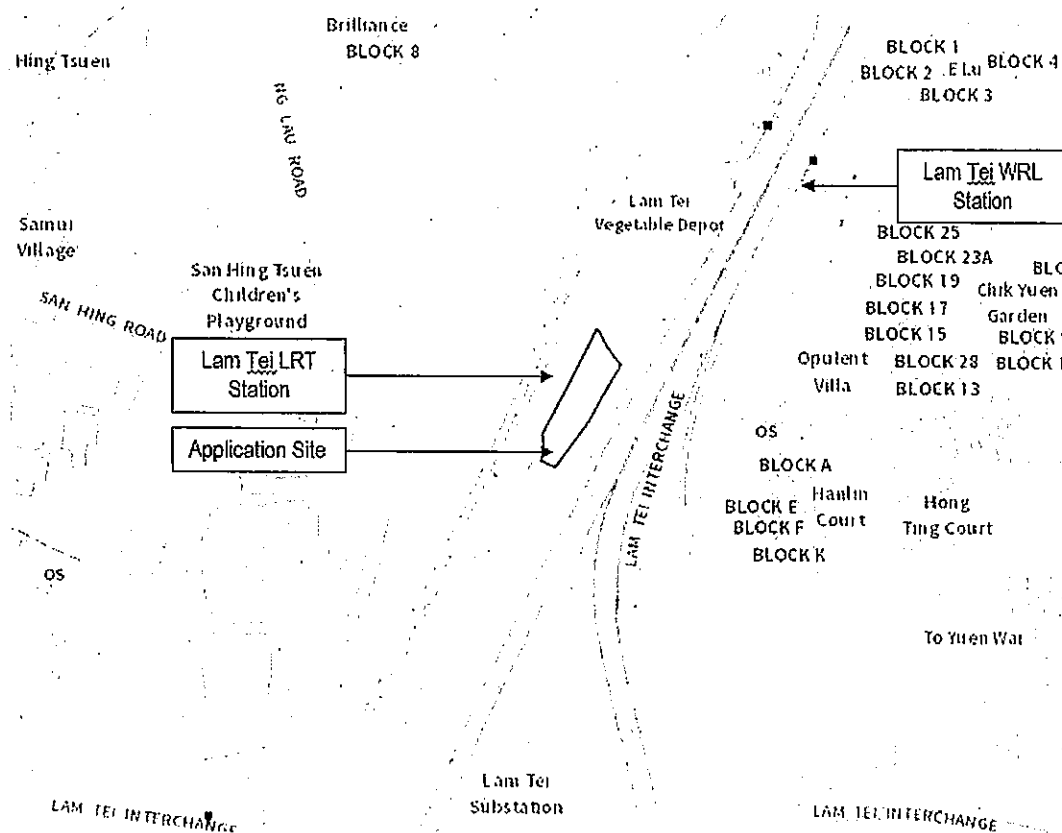 Brilliance
BLOCK 8
Hing Tsuen
NG LAU ROAD
BLOCK 1
BLOCK 2
E Lu
BLOCK 4
BLOCK 3
Lam Tei WRL
Station
Lam Tei
Vegetable Depot
Samui
Village
San Hing Tsuen
Children's
Playground
SAN HING ROAD
BLOCK 25
BLOCK 23A
BLOCK 19
Chik Yuen
Garden
BLOCK 17
BLOCK 15
Opulent
Villa
BLOCK 28
BLOCK 13
Lam Tei LRT
Station
Application Site
LAM TEI INTERCHANGE
OS
BLOCK A
BLOCK E
BLOCK F
BLOCK K
Hanlin
Court
Hong
Ting Court
OS
To Yuen Wai
Lam Tei
Substation
LAM TEI INTERCHANGE
LAM TEI INTERCHANGE